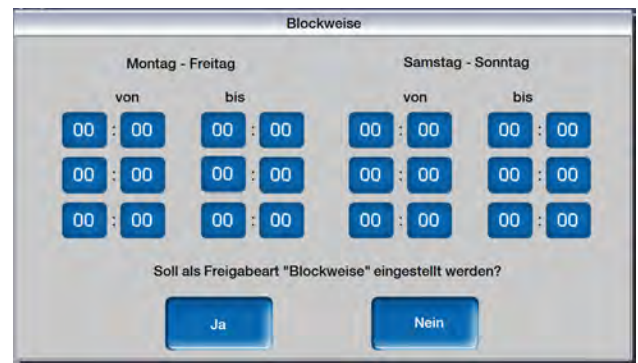 Blockweise
Montag - Freitag Samstag - Sonntag
von bis von bis
00 : 00 00 : 00 00 : 00 00 : 00
00 : 00 00 : 00 00 : 00 00 : 00
00 : 00 00 : 00 00 : 00 00 : 00
Soll als Freigabeart "Blockweise" eingestellt werden?
Ja Nein